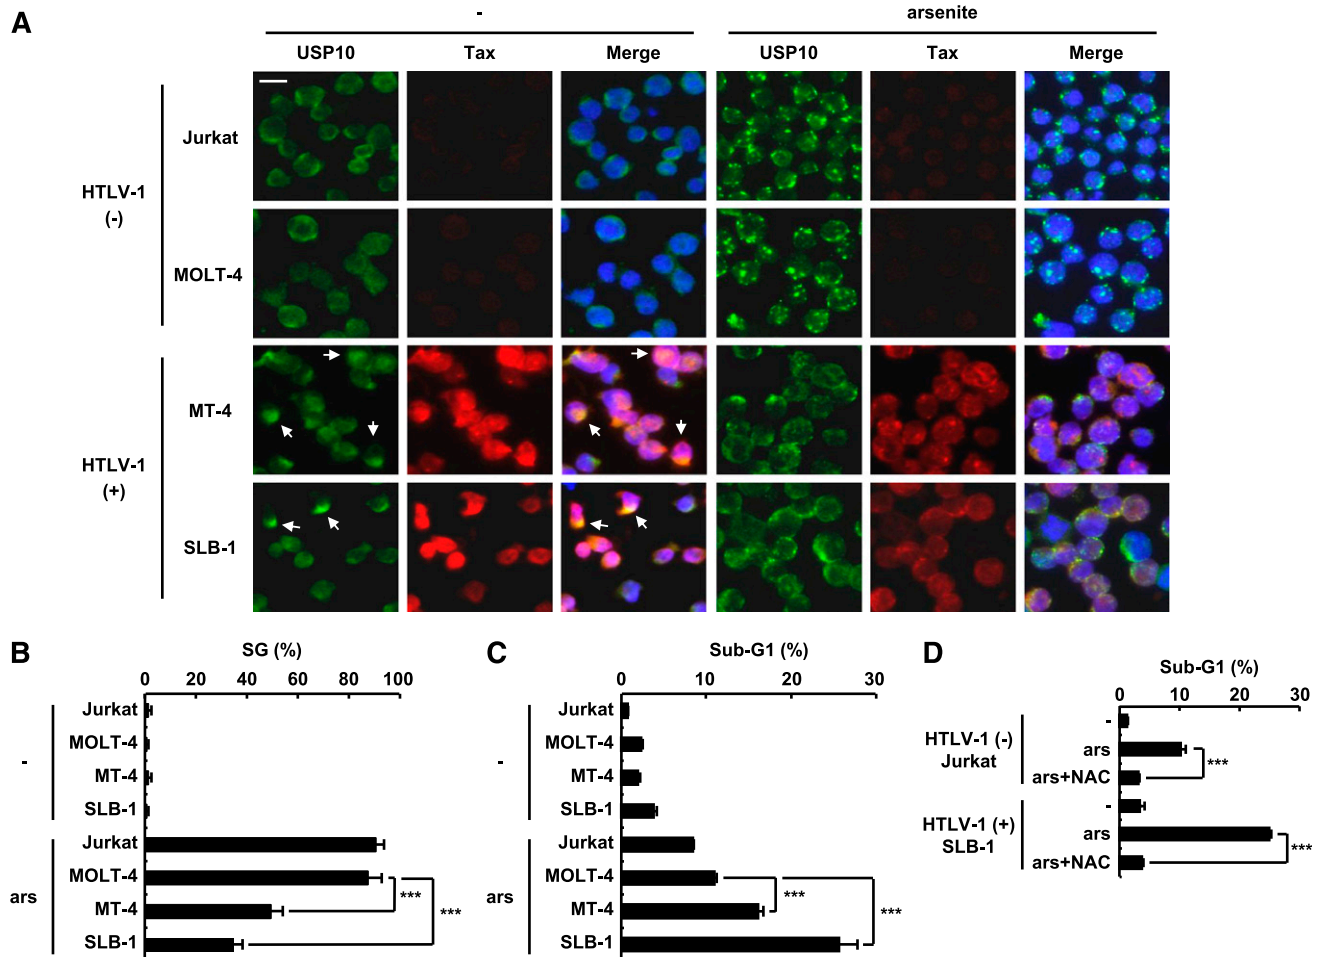 A
-
arsenite
USP10
Tax
Merge
USP10
Tax
Merge
HTLV-1
(-)
Jurkat
MOLT-4
HTLV-1
(+)
MT-4
SLB-1
B
SG (%)
0 20 40 60 80 100
-
Jurkat
MOLT-4
MT-4
SLB-1
ars
Jurkat
MOLT-4
MT-4
SLB-1
***
***
C
Sub-G1 (%)
0 10 20 30
-
Jurkat
MOLT-4
MT-4
SLB-1
ars
Jurkat
MOLT-4
MT-4
SLB-1
***
***
D
Sub-G1 (%)
0 10 20 30
HTLV-1 (-)
Jurkat
-
ars
ars+NAC
***
HTLV-1 (+)
SLB-1
-
ars
ars+NAC
***